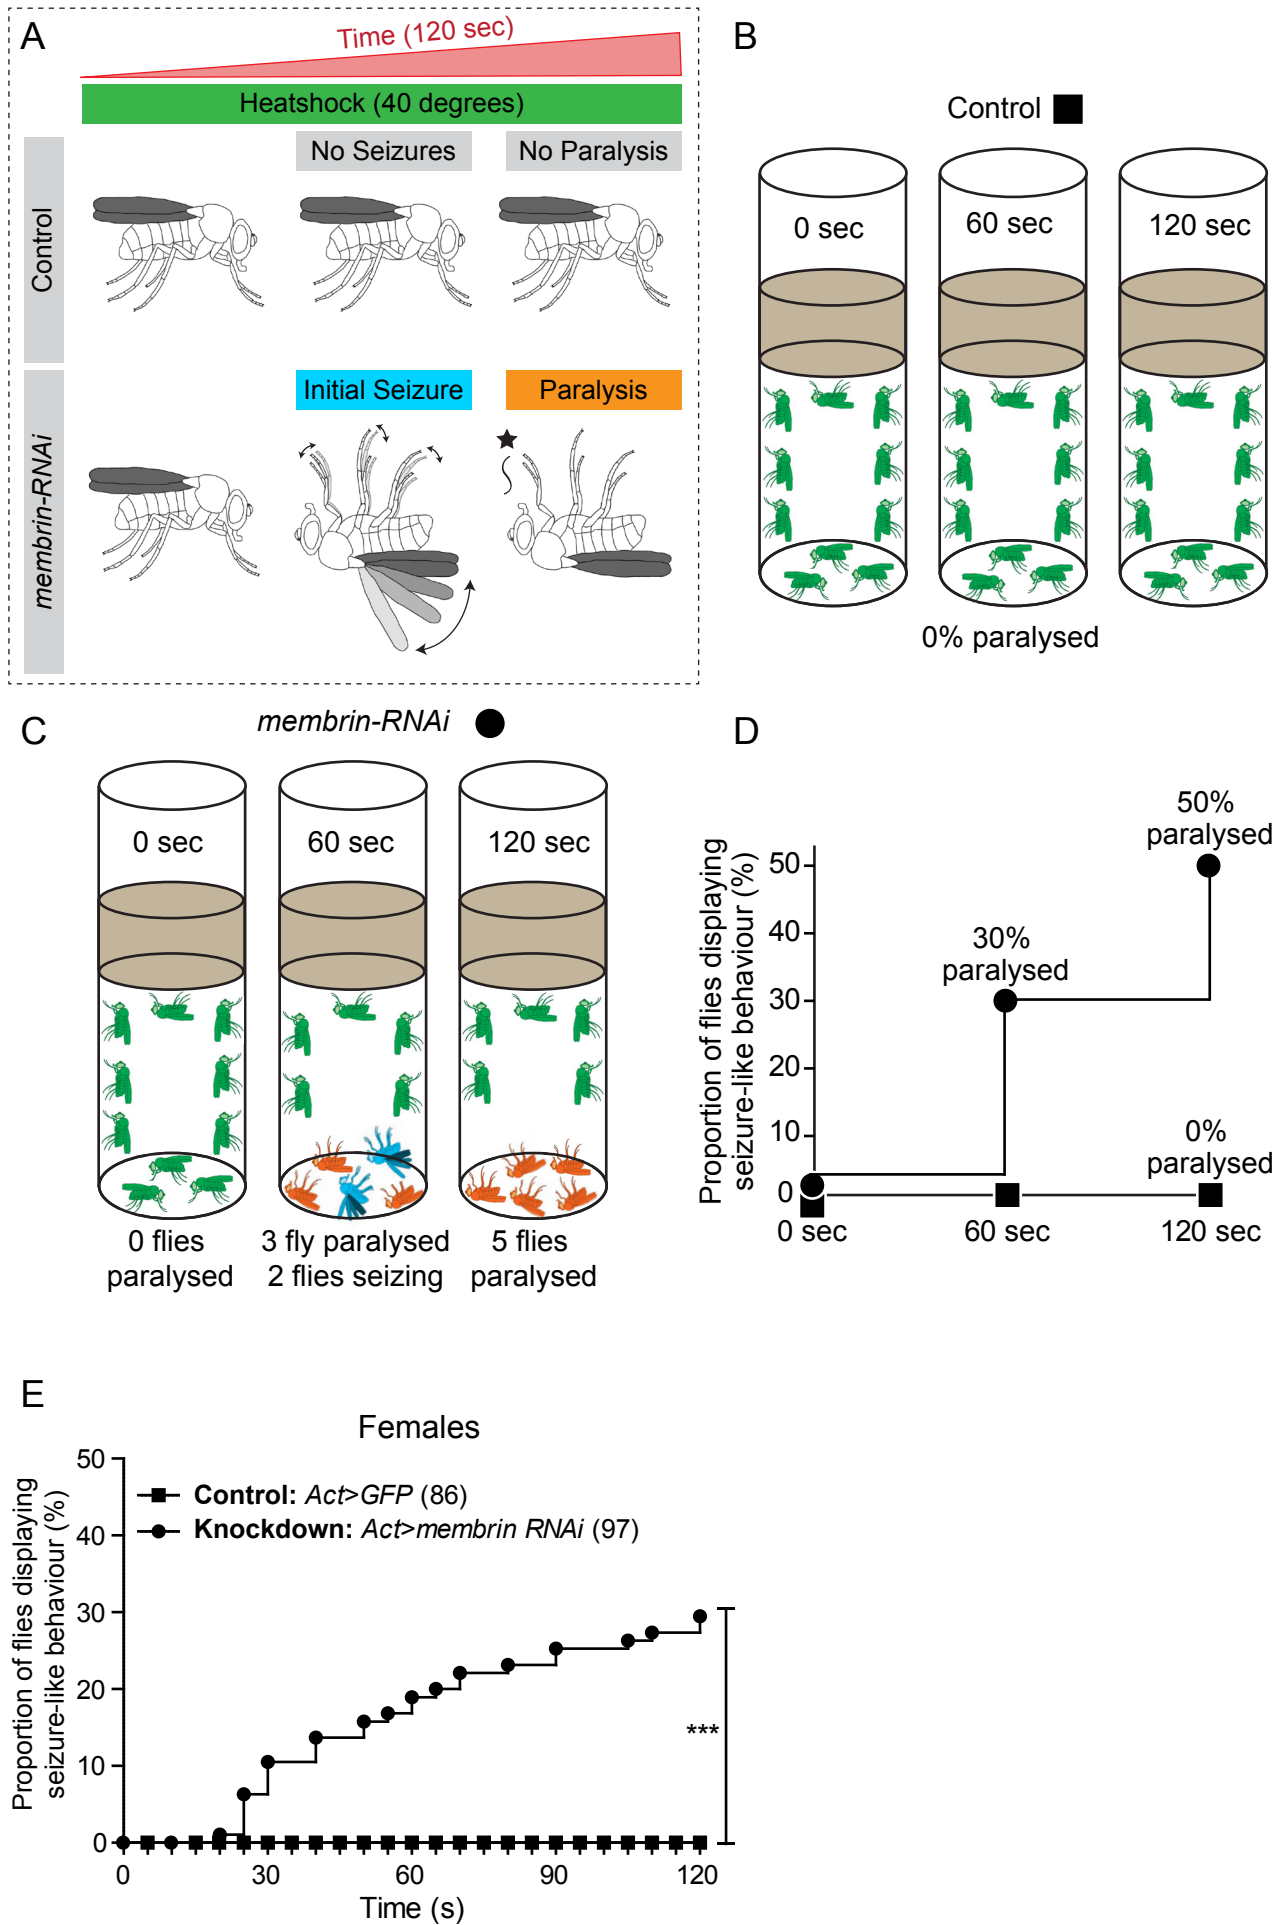 A
Time (120 sec)
Heatshock (40 degrees)
No Seizures
No Paralysis
Control
Initial Seizure
Paralysis
membrin-RNAi
B
Control
0 sec
60 sec
120 sec
0% paralysed
C
membrin-RNAi
0 sec
60 sec
120 sec
0 flies
paralysed
3 fly paralysed
2 flies seizing
5 flies
paralysed
D
Proportion of flies displaying
seizure-like behaviour (%)
50
40
30
20
10
0
50%
paralysed
30%
paralysed
0%
paralysed
0 sec
60 sec
120 sec
E
Females
Proportion of flies displaying
seizure-like behaviour (%)
50
40
30
20
10
0
Control: Act>GFP (86)
Knockdown: Act>membrin RNAi (97)
***
0
30
60
90
120
Time (s)